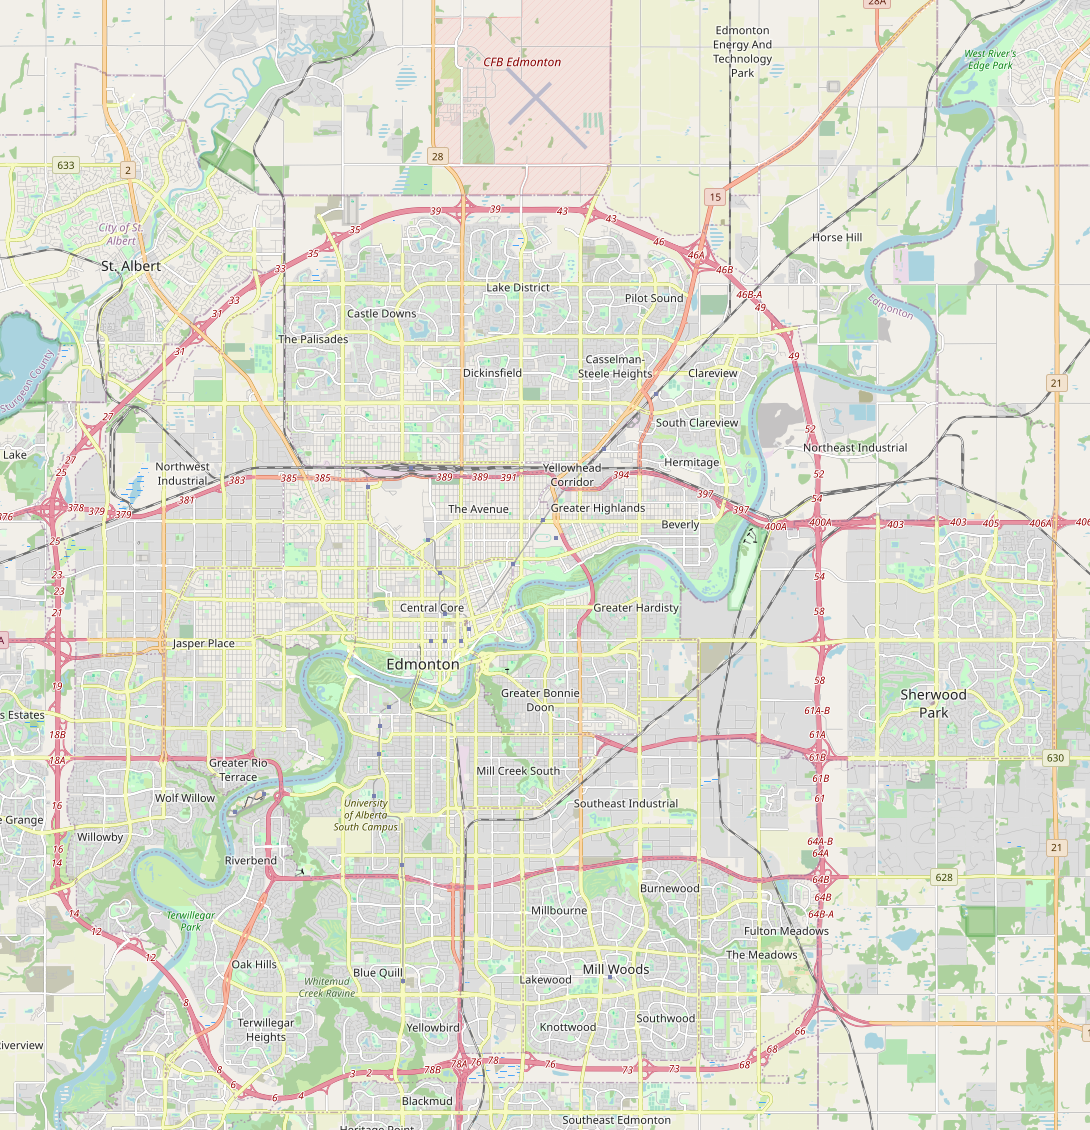 28A
Edmonton
Energy And
Technology
Park
West River's
Edge Park
CFB Edmonton
28
633
2
15
39
39
43
43
City of St.
Albert
35
35
46
46A
46B
Horse Hill
St. Albert
33
33
Lake District
Pilot Sound
46B-A
49
Edmonton
31
31
Castle Downs
The Palisades
Sturgeon County
Casselman-
Steele Heights
49
Dickinsfield
Clareview
21
27
South Clareview
52
Lake
27
25
Northwest
Industrial
Yellowhead
Corridor
Hermitage
Northeast Industrial
52
383
385
385
389
389
391
394
397
397
54
381
376
378
379
379
The Avenue
Greater Highlands
Beverly
400A
400A
403
403
405
406A
406
25
23
23
21
54
Central Core
Greater Hardisty
58
A
Jasper Place
Edmonton
19
58
s Estates
Greater Bonnie
Doon
Sherwood
Park
61A-B
18B
18A
61A
61B
630
Greater Rio
Terrace
Mill Creek South
61B
16
Wolf Willow
University
of Alberta
South Campus
Southeast Industrial
61
e Grange
Willowby
16
14
64A-B
64A
21
Riverbend
64B
628
Burnewood
64B
14
Terwillegar
Park
Millbourne
64B-A
12
Fulton Meadows
12
The Meadows
Oak Hills
Blue Quill
Lakewood
Mill Woods
Whitemud
Creek Ravine
8
Terwillegar
Heights
Yellowbird
Knottwood
Southwood
66
iverview
68
8
6
3
2
78B
78A
76
78
76
73
73
68
6
4
Blackmud
Southeast Edmonton
Heritage Point